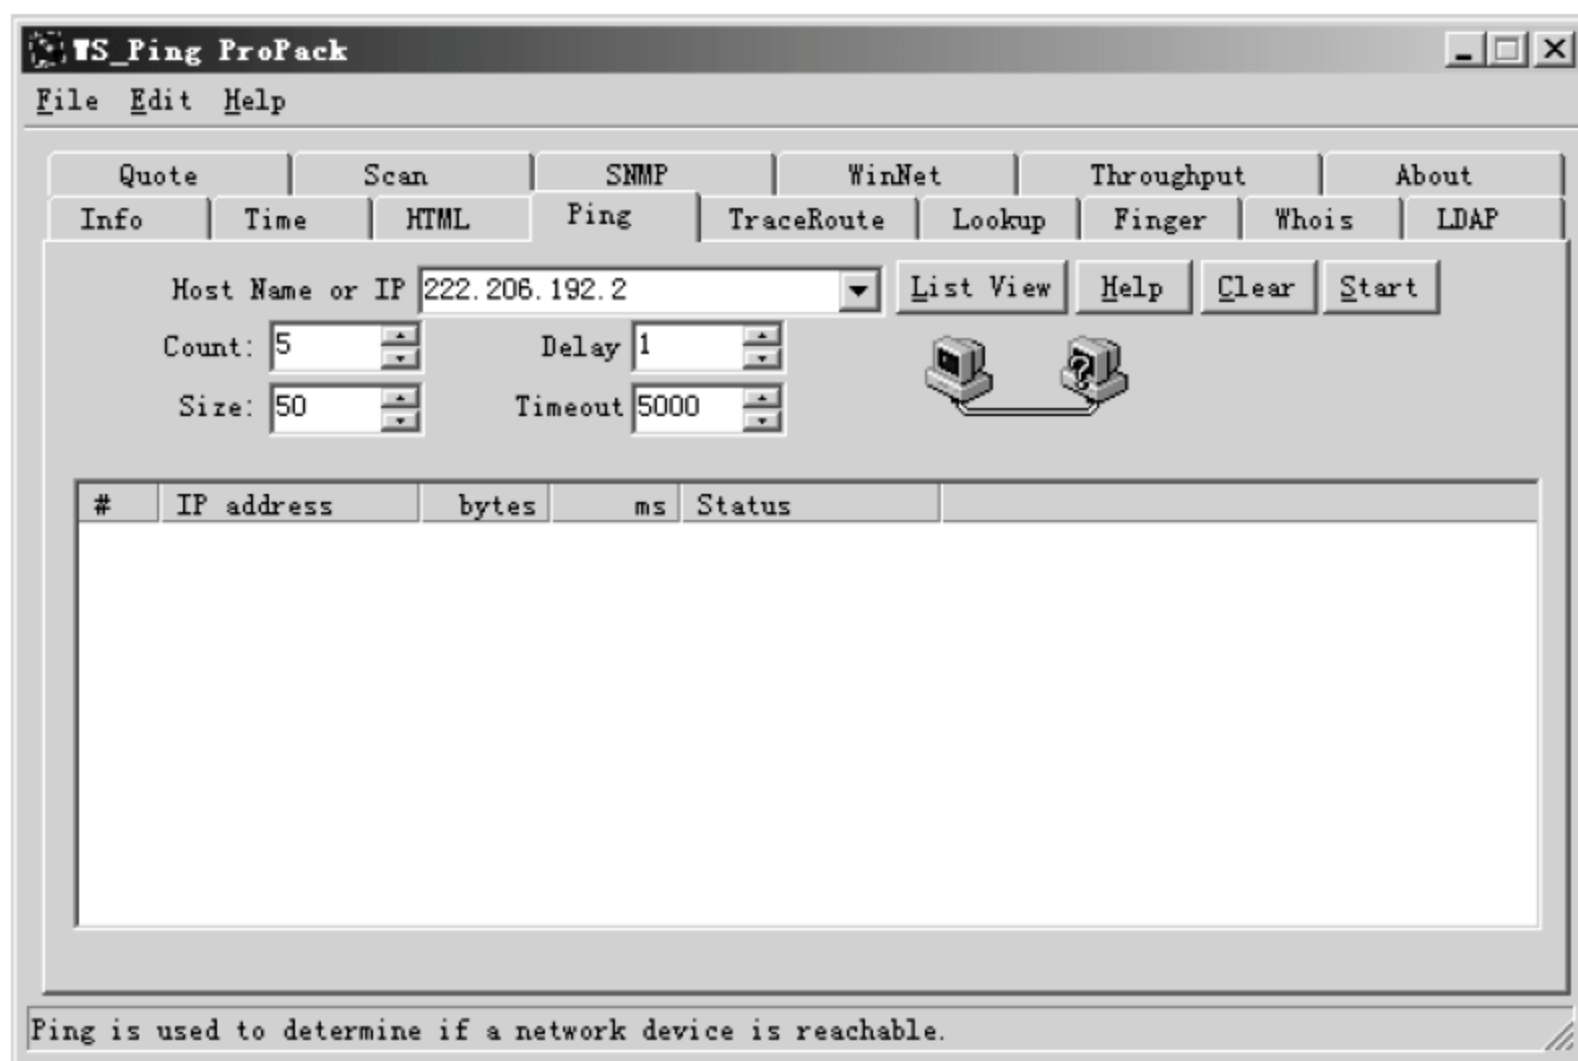 WS_Ping ProPack
File Edit Help
Quote Scan SNMP WinNet Throughput About
Info Time HTML Ping TraceRoute Lookup Finger Whois LDAP
Host Name or IP 222.206.192.2 List View Help Clear Start
Count: 5 Delay 1
Size: 50 Timeout 5000
# IP address bytes ms Status
Ping is used to determine if a network device is reachable.